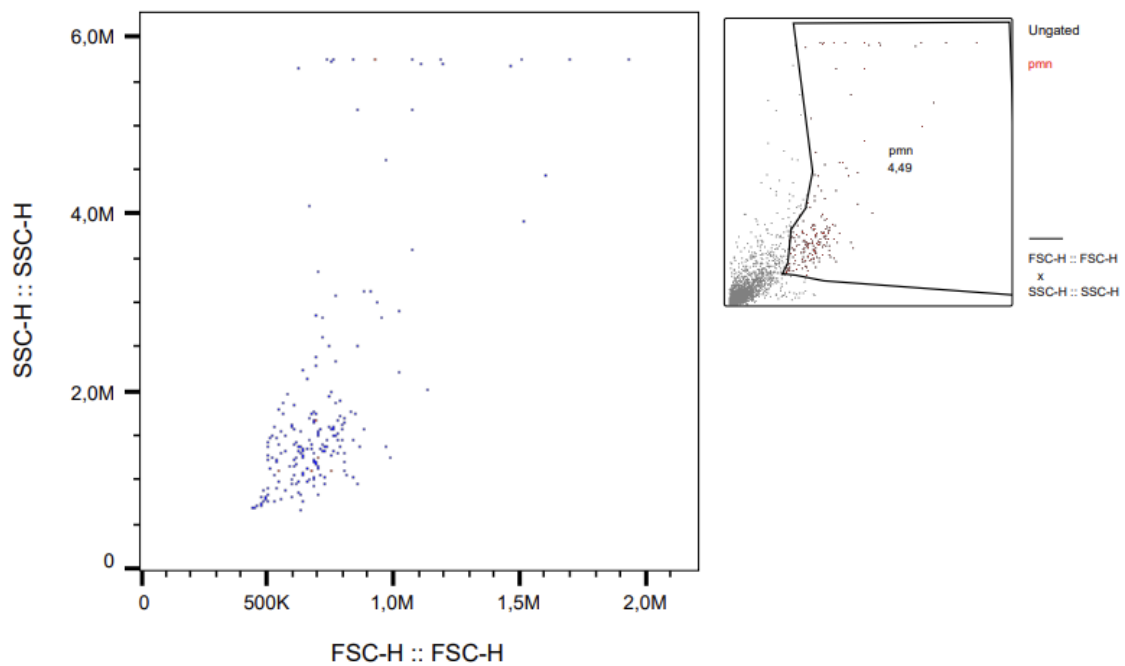 6,0M
4,0M
2,0M
0
SSC-H :: SSC-H
0
500K
1,0M
1,5M
2,0M
FSC-H :: FSC-H
pmn
4,49
Ungated
pmn
FSC-H :: FSC-H
x
SSC-H :: SSC-H